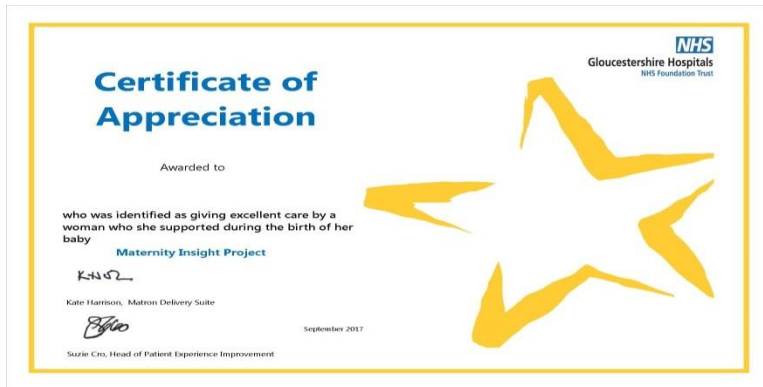 NHS
Gloucestershire Hospitals
NHS Foundation Trust
Certificate of
Appreciation
Awarded to
who was identified as giving excellent care by a
woman who she supported during the birth of her
baby
Maternity Insight Project
Kate Harrison, Matron Delivery Suite
September 2017
Suzie Cro, Head of Patient Experience Improvement